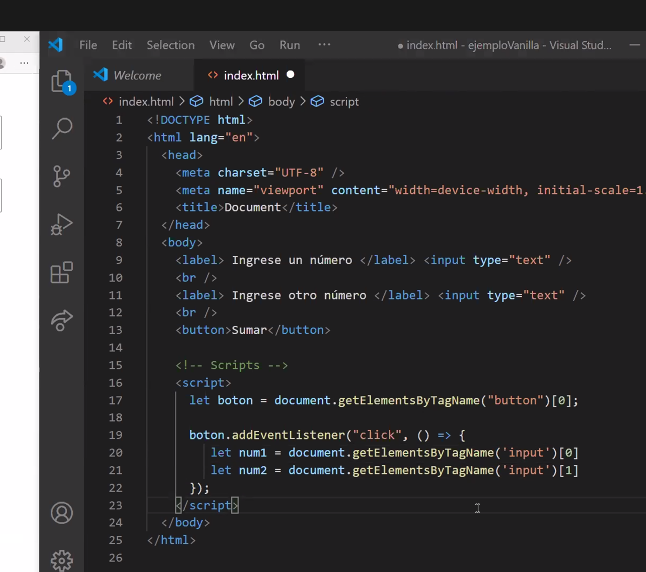 File Edit Selection View Go Run ··· ● index.html - ejemploVanilla - Visual Stud...
Welcome <> index.html ●
<> index.html > html > body > script
1
1 <!DOCTYPE html>
2 <html lang="en">
3 <head>
4 <meta charset="UTF-8" />
5 <meta name="viewport" content="width=device-width, initial-scale=1
6 <title>Document</title>
7 </head>
8 <body>
9 <label> Ingrese un número </label> <input type="text" />
10 <br />
11 <label> Ingrese otro número </label> <input type="text" />
12 <br />
13 <button>Sumar</button>
14
15 <!-- Scripts -->
16 <script>
17 let boton = document.getElementsByTagName("button")[0];
18
19 boton.addEventListener("click", () => {
20 let num1 = document.getElementsByTagName('input')[0]
21 let num2 = document.getElementsByTagName('input')[1]
22 });
23 </script>
24 </body>
25 </html>
26